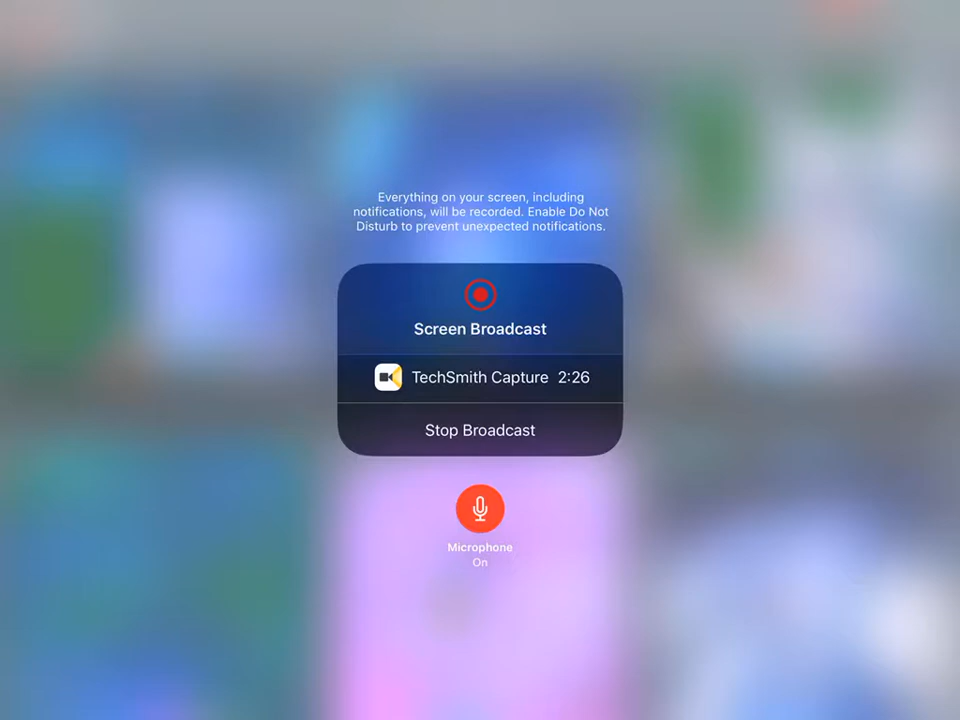 Everything on your screen, including
notifications, will be recorded. Enable Do Not
Disturb to prevent unexpected notifications.
Screen Broadcast
TechSmith Capture 2:26
Stop Broadcast
Microphone
On